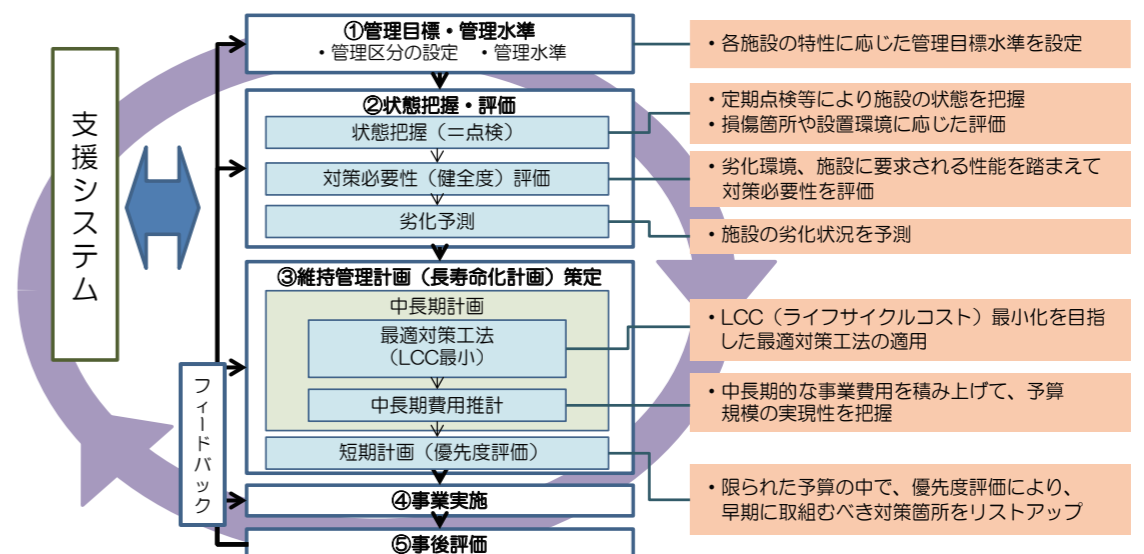 支援システム
フィードバック
①管理目標・管理水準
・管理区分の設定　・管理水準
②状態把握・評価
状態把握（＝点検）
対策必要性（健全度）評価
劣化予測
③維持管理計画（長寿命化計画）策定
中長期計画
最適対策工法
（LCC最小）
中長期費用推計
短期計画（優先度評価）
④事業実施
⑤事後評価
・各施設の特性に応じた管理目標水準を設定
・定期点検等により施設の状態を把握
・損傷箇所や設置環境に応じた評価
・劣化環境、施設に要求される性能を踏まえて
対策必要性を評価
・施設の劣化状況を予測
・LCC（ライフサイクルコスト）最小化を目指
した最適対策工法の適用
・中長期的な事業費用を積み上げて、予算
規模の実現性を把握
・限られた予算の中で、優先度評価により、
早期に取組むべき対策箇所をリストアップ